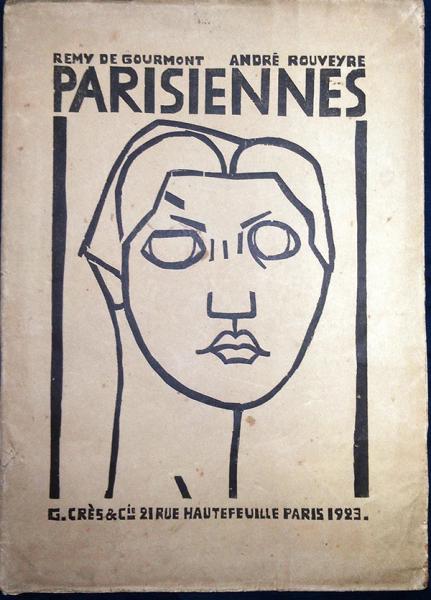 REMY DE GOURMONT ANDRÉ ROUVEYRE
PARISIENNES
G. CRÈS & Cie 21 RUE HAUTEFEUILLE PARIS 1923.